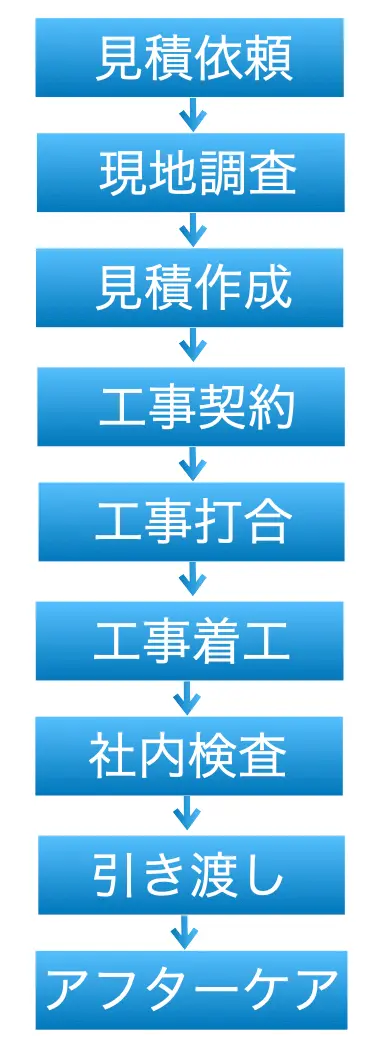 見積依頼
現地調査
見積作成
工事契約
工事打合
工事着工
社内検査
引き渡し
アフターケア